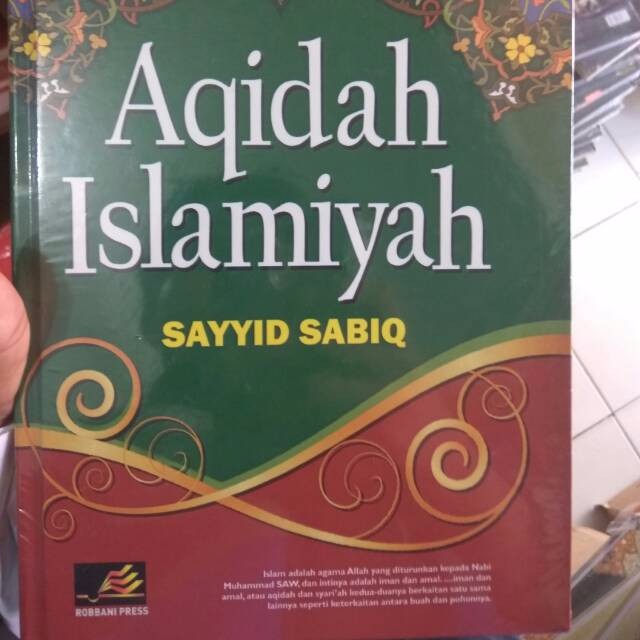 Aqidah
Islamiyah
SAYYID SABIQ
Islam adalah agama Allah yang diturunkan kepada Nabi
Muhammad SAW, dan intinya adalah iman dan amal. ....iman dan
amal, atau aqidah dan syari'ah kedua-duanya berkaitan satu sama
lainnya seperti keterkaitan antara buah dan pohonnya.
ROBBANI PRESS